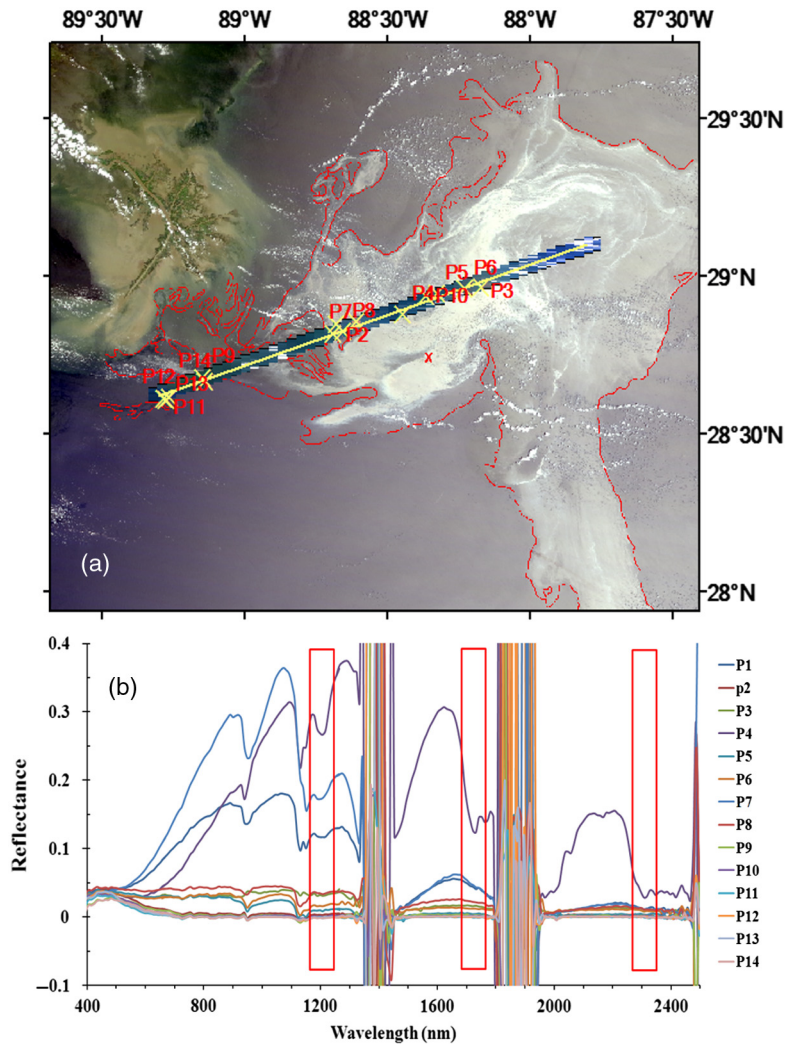 89°30'W 89°W 88°30'W 88°W 87°30'W
29°30'N
29°N
28°30'N
28°N
P5 P6
P4 P10 P3
P7 P8
P2
P14 P9
P12 P13
P11
X
(a)
(b)
0.4
0.3
0.2
0.1
0
−0.1
Reflectance
400 800 1200 1600 2000 2400
Wavelength (nm)
P1
p2
P3
P4
P5
P6
P7
P8
P9
P10
P11
P12
P13
P14